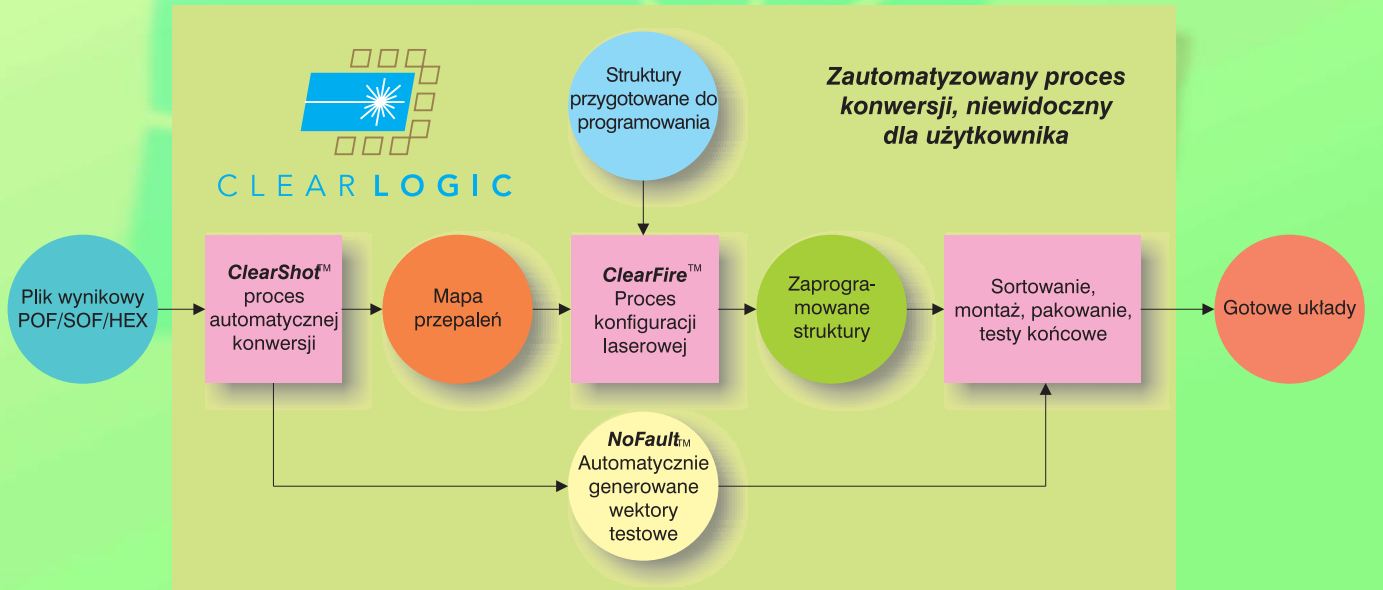 CLEARLOGIC
Struktury
przygotowane do
programowania
Zautomatyzowany proces
konwersji, niewidoczny
dla użytkownika
Plik wynikowy
POF/SOF/HEX
ClearShot™
proces
automatycznej
konwersji
Mapa
przepaleń
ClearFire™
Proces
konfiguracji
laserowej
Zaprogra-
mowane
struktury
Sortowanie,
montaż, pakowanie,
testy końcowe
Gotowe układy
NoFault™
Automatycznie
generowane
wektory
testowe